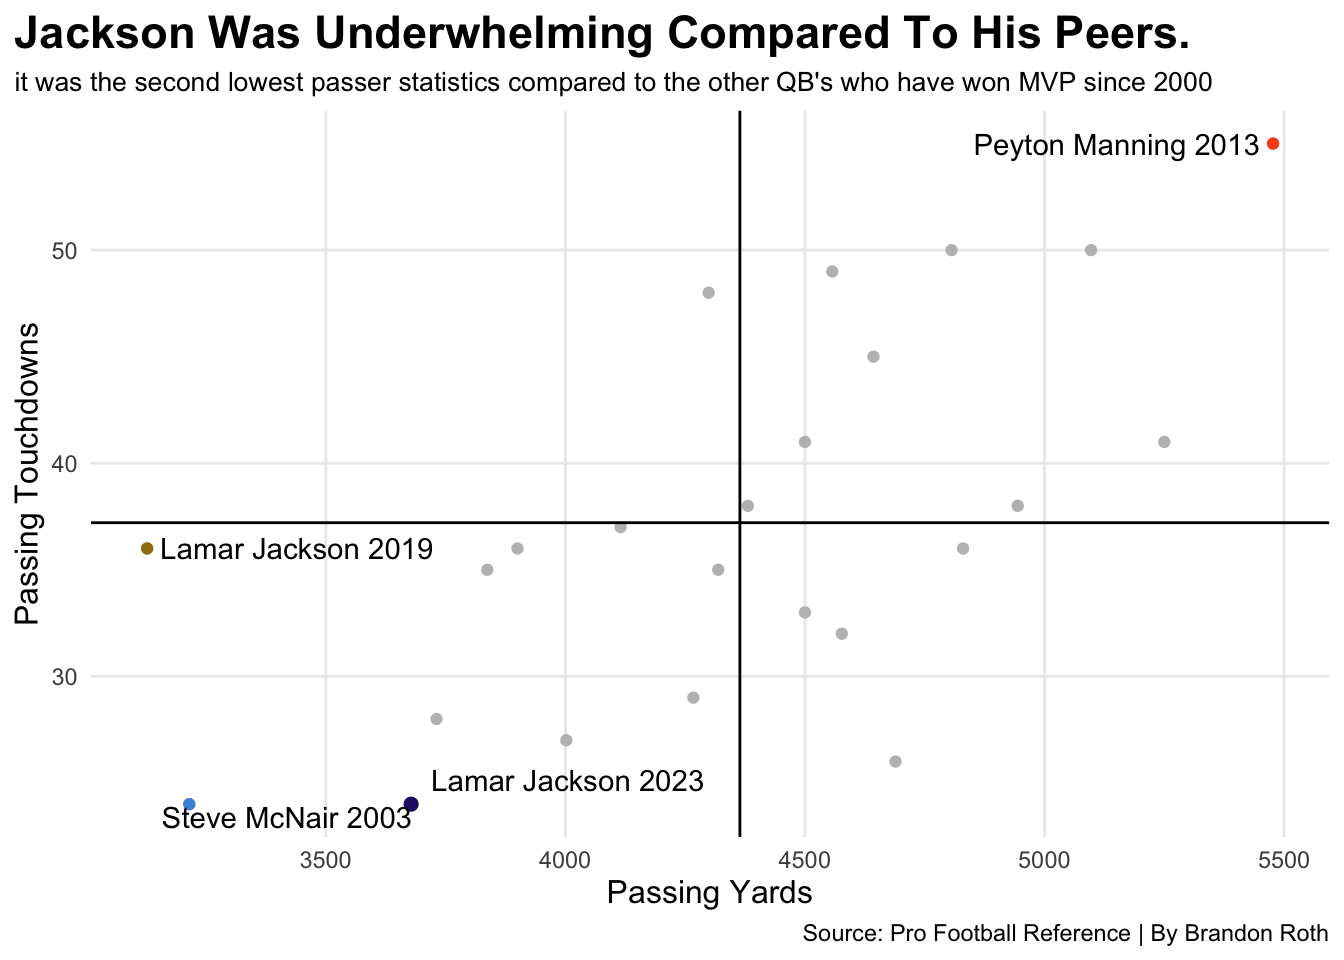 Jackson Was Underwhelming Compared To His Peers.
it was the second lowest passer statistics compared to the other QB's who have won MVP since 2000
Peyton Manning 2013
50
40
30
Passing Touchdowns
Lamar Jackson 2019
Lamar Jackson 2023
Steve McNair 2003
3500 4000 4500 5000 5500
Passing Yards
Source: Pro Football Reference | By Brandon Roth